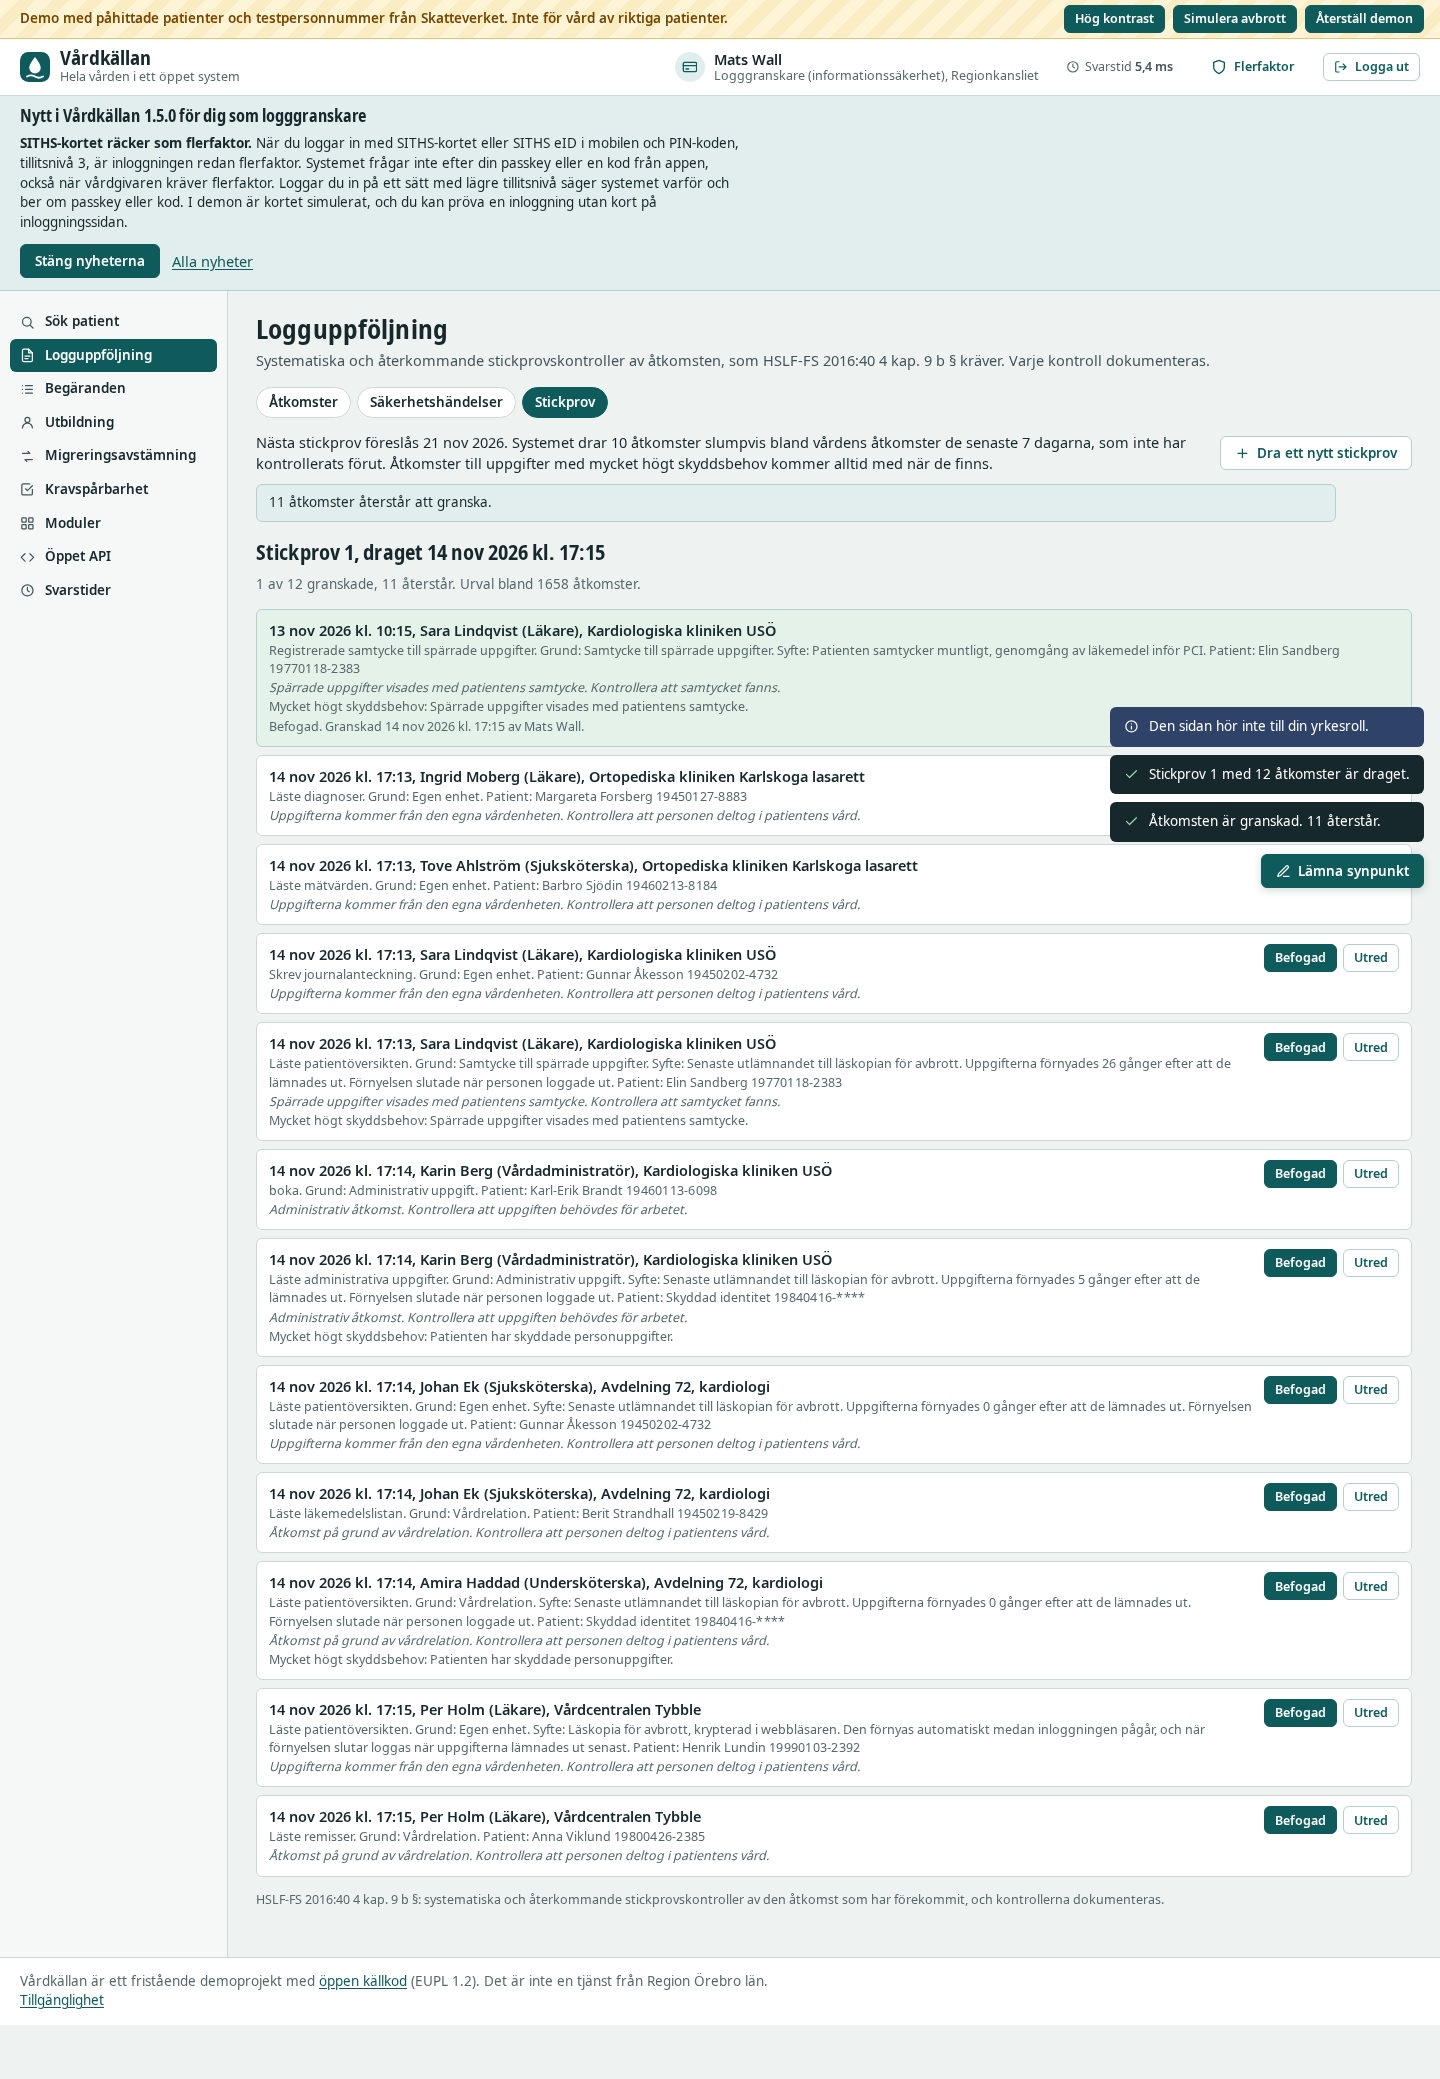 Demo med påhittade patienter och testpersonnummer från Skatteverket. Inte för vård av riktiga patienter.
Hög kontrast
Simulera avbrott
Återställ demon
Vårdkällan
Hela vården i ett öppet system
Mats Wall
Logggranskare (informationssäkerhet), Regionkansliet
Svarstid 5,4 ms
Flerfaktor
Logga ut
Nytt i Vårdkällan 1.5.0 för dig som logggranskare
SITHS-kortet räcker som flerfaktor. När du loggar in med SITHS-kortet eller SITHS eID i mobilen och PIN-koden,
tillitsnivå 3, är inloggningen redan flerfaktor. Systemet frågar inte efter din passkey eller en kod från appen,
också när vårdgivaren kräver flerfaktor. Loggar du in på ett sätt med lägre tillitsnivå säger systemet varför och
ber om passkey eller kod. I demon är kortet simulerat, och du kan pröva en inloggning utan kort på
inloggningssidan.
Stäng nyheterna
Alla nyheter
Sök patient
Logguppföljning
Begäranden
Utbildning
Migreringsavstämning
Kravspårbarhet
Moduler
Öppet API
Svarstider
Logguppföljning
Systematiska och återkommande stickprovskontroller av åtkomsten, som HSLF-FS 2016:40 4 kap. 9 b § kräver. Varje kontroll dokumenteras.
Åtkomster
Säkerhetshändelser
Stickprov
Nästa stickprov föreslås 21 nov 2026. Systemet drar 10 åtkomster slumpvis bland vårdens åtkomster de senaste 7 dagarna, som inte har
kontrollerats förut. Åtkomster till uppgifter med mycket högt skyddsbehov kommer alltid med när de finns.
Dra ett nytt stickprov
11 åtkomster återstår att granska.
Stickprov 1, draget 14 nov 2026 kl. 17:15
1 av 12 granskade, 11 återstår. Urval bland 1658 åtkomster.
13 nov 2026 kl. 10:15, Sara Lindqvist (Läkare), Kardiologiska kliniken USÖ
Registrerade samtycke till spärrade uppgifter. Grund: Samtycke till spärrade uppgifter. Syfte: Patienten samtycker muntligt, genomgång av läkemedel inför PCI. Patient: Elin Sandberg
19770118-2383
Spärrade uppgifter visades med patientens samtycke. Kontrollera att samtycket fanns.
Mycket högt skyddsbehov: Spärrade uppgifter visades med patientens samtycke.
Befogad. Granskad 14 nov 2026 kl. 17:15 av Mats Wall.
Den sidan hör inte till din yrkesroll.
Stickprov 1 med 12 åtkomster är draget.
Åtkomsten är granskad. 11 återstår.
Lämna synpunkt
14 nov 2026 kl. 17:13, Ingrid Moberg (Läkare), Ortopediska kliniken Karlskoga lasarett
Läste diagnoser. Grund: Egen enhet. Patient: Margareta Forsberg 19450127-8883
Uppgifterna kommer från den egna vårdenheten. Kontrollera att personen deltog i patientens vård.
14 nov 2026 kl. 17:13, Tove Ahlström (Sjuksköterska), Ortopediska kliniken Karlskoga lasarett
Läste mätvärden. Grund: Egen enhet. Patient: Barbro Sjödin 19460213-8184
Uppgifterna kommer från den egna vårdenheten. Kontrollera att personen deltog i patientens vård.
14 nov 2026 kl. 17:13, Sara Lindqvist (Läkare), Kardiologiska kliniken USÖ
Befogad
Utred
Skrev journalanteckning. Grund: Egen enhet. Patient: Gunnar Åkesson 19450202-4732
Uppgifterna kommer från den egna vårdenheten. Kontrollera att personen deltog i patientens vård.
14 nov 2026 kl. 17:13, Sara Lindqvist (Läkare), Kardiologiska kliniken USÖ
Befogad
Utred
Läste patientöversikten. Grund: Samtycke till spärrade uppgifter. Syfte: Senaste utlämnandet till läskopian för avbrott. Uppgifterna förnyades 26 gånger efter att de
lämnades ut. Förnyelsen slutade när personen loggade ut. Patient: Elin Sandberg 19770118-2383
Spärrade uppgifter visades med patientens samtycke. Kontrollera att samtycket fanns.
Mycket högt skyddsbehov: Spärrade uppgifter visades med patientens samtycke.
14 nov 2026 kl. 17:14, Karin Berg (Vårdadministratör), Kardiologiska kliniken USÖ
Befogad
Utred
boka. Grund: Administrativ uppgift. Patient: Karl-Erik Brandt 19460113-6098
Administrativ åtkomst. Kontrollera att uppgiften behövdes för arbetet.
14 nov 2026 kl. 17:14, Karin Berg (Vårdadministratör), Kardiologiska kliniken USÖ
Befogad
Utred
Läste administrativa uppgifter. Grund: Administrativ uppgift. Syfte: Senaste utlämnandet till läskopian för avbrott. Uppgifterna förnyades 5 gånger efter att de
lämnades ut. Förnyelsen slutade när personen loggade ut. Patient: Skyddad identitet 19840416-****
Administrativ åtkomst. Kontrollera att uppgiften behövdes för arbetet.
Mycket högt skyddsbehov: Patienten har skyddade personuppgifter.
14 nov 2026 kl. 17:14, Johan Ek (Sjuksköterska), Avdelning 72, kardiologi
Befogad
Utred
Läste patientöversikten. Grund: Egen enhet. Syfte: Senaste utlämnandet till läskopian för avbrott. Uppgifterna förnyades 0 gånger efter att de lämnades ut. Förnyelsen
slutade när personen loggade ut. Patient: Gunnar Åkesson 19450202-4732
Uppgifterna kommer från den egna vårdenheten. Kontrollera att personen deltog i patientens vård.
14 nov 2026 kl. 17:14, Johan Ek (Sjuksköterska), Avdelning 72, kardiologi
Befogad
Utred
Läste läkemedelslistan. Grund: Vårdrelation. Patient: Berit Strandhall 19450219-8429
Åtkomst på grund av vårdrelation. Kontrollera att personen deltog i patientens vård.
14 nov 2026 kl. 17:14, Amira Haddad (Undersköterska), Avdelning 72, kardiologi
Befogad
Utred
Läste patientöversikten. Grund: Vårdrelation. Syfte: Senaste utlämnandet till läskopian för avbrott. Uppgifterna förnyades 0 gånger efter att de lämnades ut.
Förnyelsen slutade när personen loggade ut. Patient: Skyddad identitet 19840416-****
Åtkomst på grund av vårdrelation. Kontrollera att personen deltog i patientens vård.
Mycket högt skyddsbehov: Patienten har skyddade personuppgifter.
14 nov 2026 kl. 17:15, Per Holm (Läkare), Vårdcentralen Tybble
Befogad
Utred
Läste patientöversikten. Grund: Egen enhet. Syfte: Läskopia för avbrott, krypterad i webbläsaren. Den förnyas automatiskt medan inloggningen pågår, och när
förnyelsen slutar loggas när uppgifterna lämnades ut senast. Patient: Henrik Lundin 19990103-2392
Uppgifterna kommer från den egna vårdenheten. Kontrollera att personen deltog i patientens vård.
14 nov 2026 kl. 17:15, Per Holm (Läkare), Vårdcentralen Tybble
Befogad
Utred
Läste remisser. Grund: Vårdrelation. Patient: Anna Viklund 19800426-2385
Åtkomst på grund av vårdrelation. Kontrollera att personen deltog i patientens vård.
HSLF-FS 2016:40 4 kap. 9 b §: systematiska och återkommande stickprovskontroller av den åtkomst som har förekommit, och kontrollerna dokumenteras.
Vårdkällan är ett fristående demoprojekt med öppen källkod (EUPL 1.2). Det är inte en tjänst från Region Örebro län.
Tillgänglighet